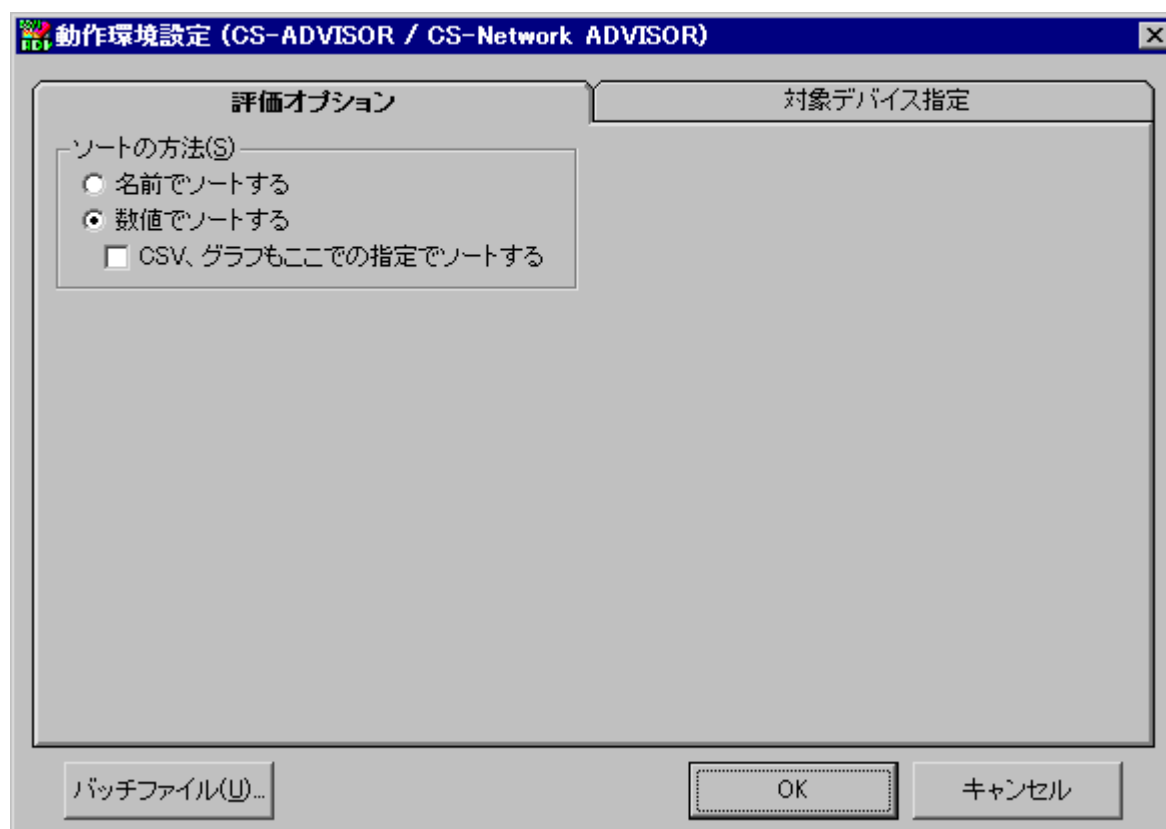 動作環境設定 (CS-ADVISOR / CS-Network ADVISOR)
評価オプション
対象デバイス指定
ソートの方法(S)
名前でソートする
数値でソートする
CSV、グラフもここでの指定でソートする
バッチファイル(U)...
OK
キャンセル